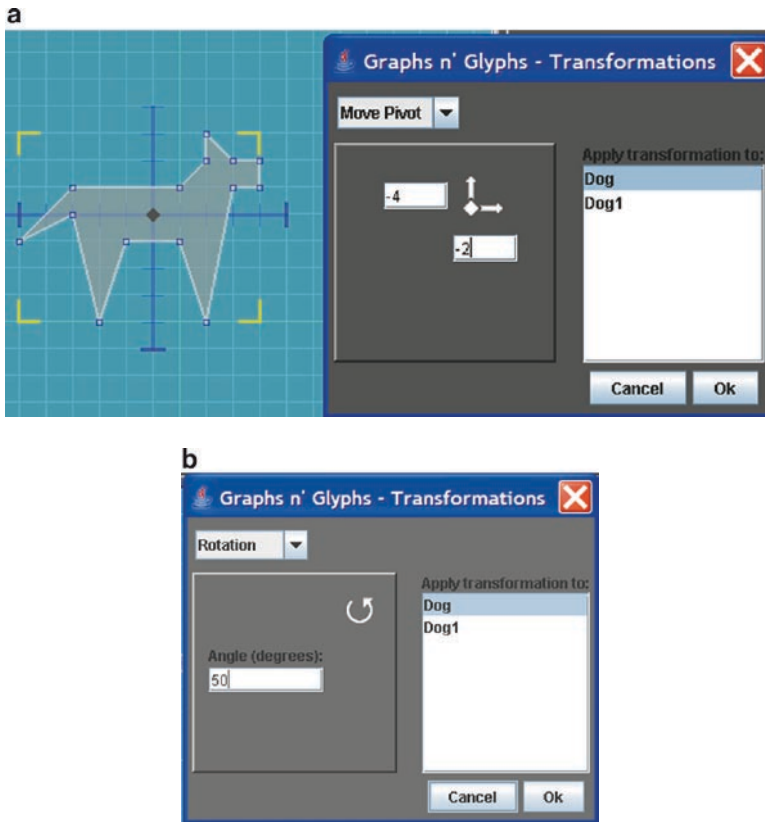 a
Graphs n' Glyphs - Transformations
Move Pivot
Apply transformation to:
-4
Dog
Dog1
-2
Cancel Ok
b
Graphs n' Glyphs - Transformations
Rotation
Apply transformation to:
Dog
Dog1
Angle (degrees):
50
Cancel Ok